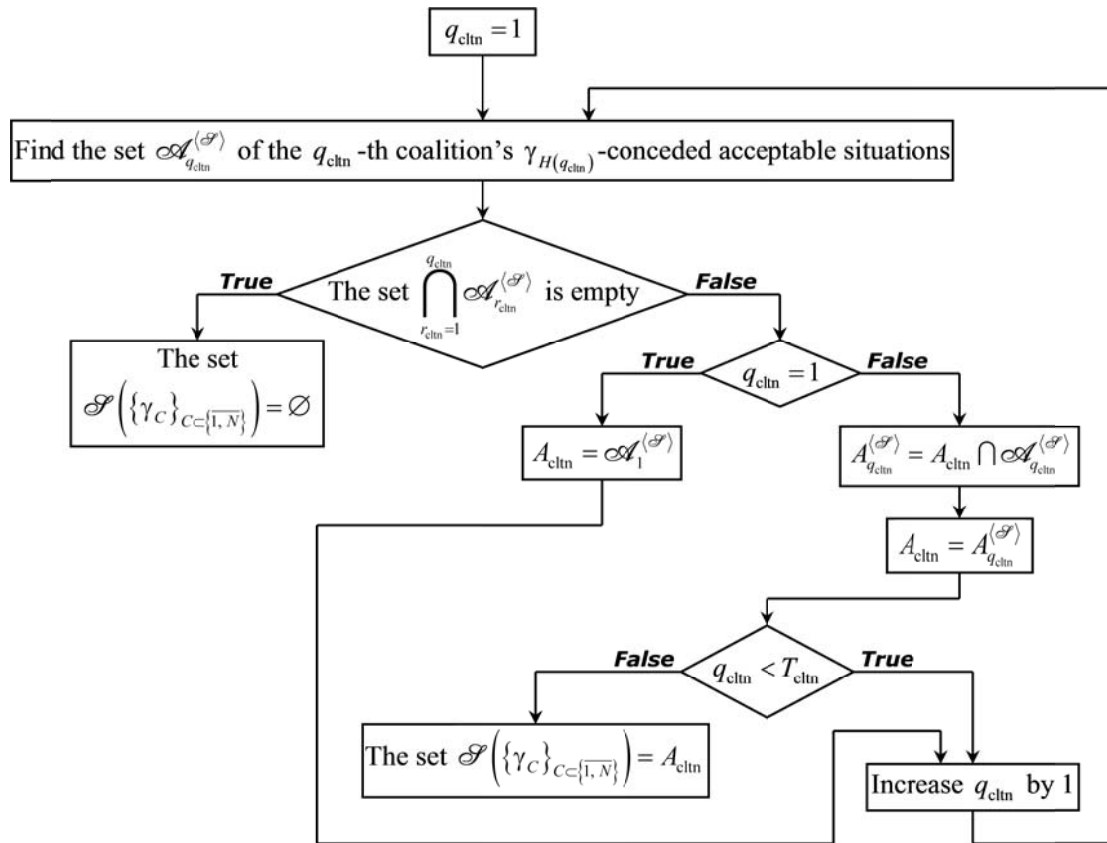 q_cltn = 1
Find the set 𝒜_{q_cltn}^{⟨𝒮⟩} of the q_cltn -th coalition's γ_{H(q_cltn)}-conceded acceptable situations
True
The set ⋂_{r_cltn=1}^{q_cltn} 𝒜_{r_cltn}^{⟨𝒮⟩} is empty
False
The set
𝒮({γ_C}_{C⊂{\overline{1, N}}}) = ∅
True
q_cltn = 1
False
A_cltn = 𝒜_1^{⟨𝒮⟩}
A_{q_cltn}^{⟨𝒮⟩} = A_cltn ⋂ 𝒜_{q_cltn}^{⟨𝒮⟩}
A_cltn = A_{q_cltn}^{⟨𝒮⟩}
False
q_cltn < T_cltn
True
The set 𝒮({γ_C}_{C⊂{\overline{1, N}}}) = A_cltn
Increase q_cltn by 1